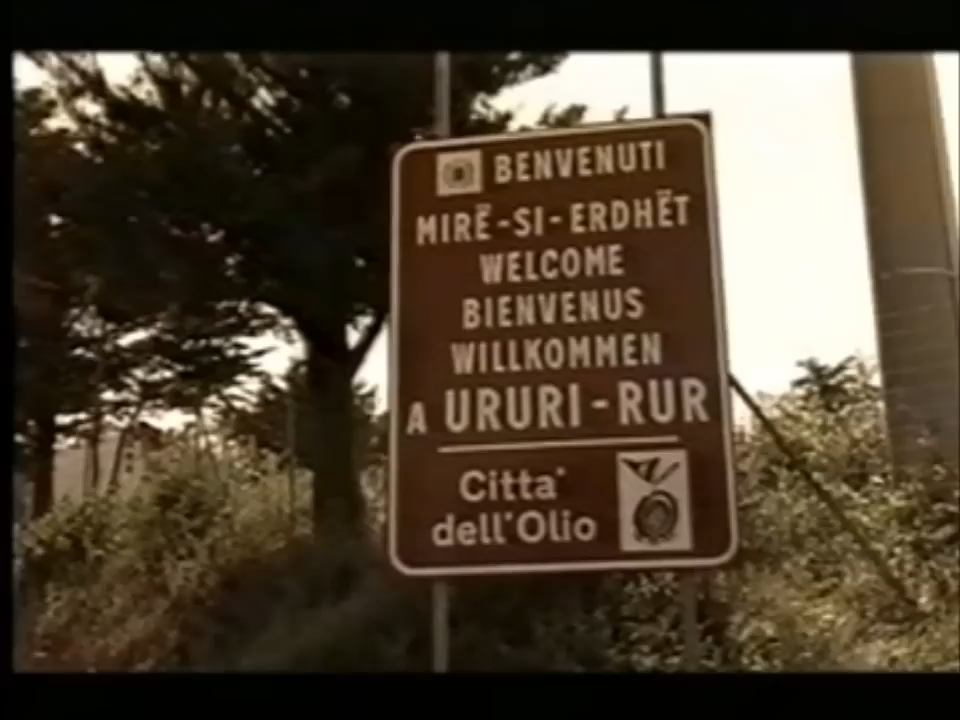 BENVENUTI
MIRË-SI-ERDHËT
WELCOME
BIENVENUS
WILLKOMMEN
A URURI-RUR
Citta'
dell'Olio